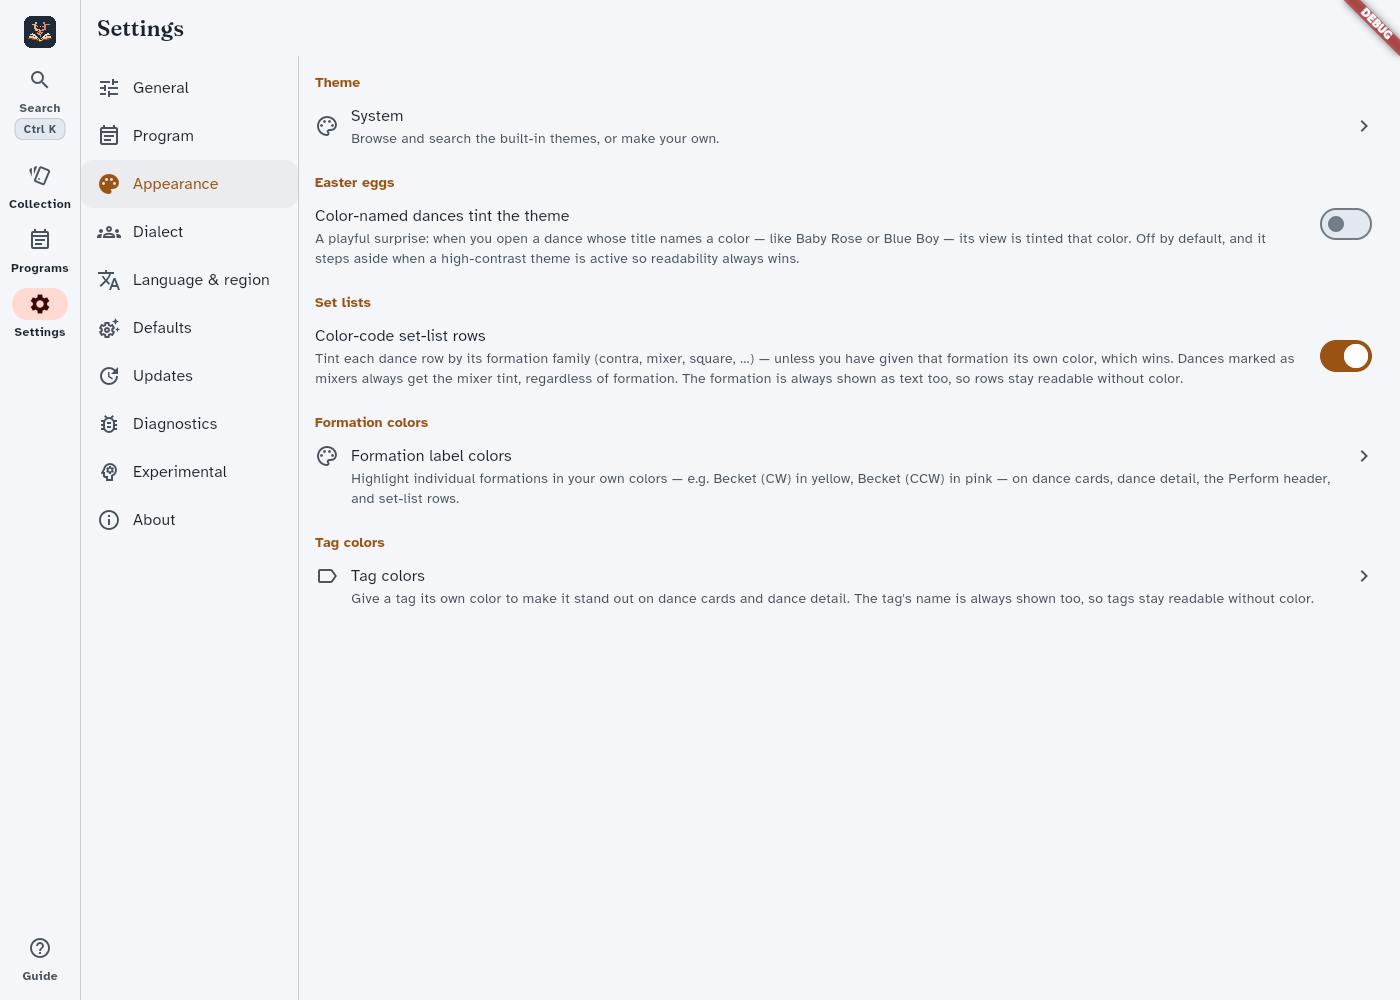 Settings
DEBUG
Search
Ctrl K
Collection
Programs
Settings
Guide
General
Program
Appearance
Dialect
Language & region
Defaults
Updates
Diagnostics
Experimental
About
Theme
System
Browse and search the built-in themes, or make your own.
Easter eggs
Color-named dances tint the theme
A playful surprise: when you open a dance whose title names a color — like Baby Rose or Blue Boy — its view is tinted that color. Off by default, and it
steps aside when a high-contrast theme is active so readability always wins.
Set lists
Color-code set-list rows
Tint each dance row by its formation family (contra, mixer, square, …) — unless you have given that formation its own color, which wins. Dances marked as
mixers always get the mixer tint, regardless of formation. The formation is always shown as text too, so rows stay readable without color.
Formation colors
Formation label colors
Highlight individual formations in your own colors — e.g. Becket (CW) in yellow, Becket (CCW) in pink — on dance cards, dance detail, the Perform header,
and set-list rows.
Tag colors
Tag colors
Give a tag its own color to make it stand out on dance cards and dance detail. The tag's name is always shown too, so tags stay readable without color.